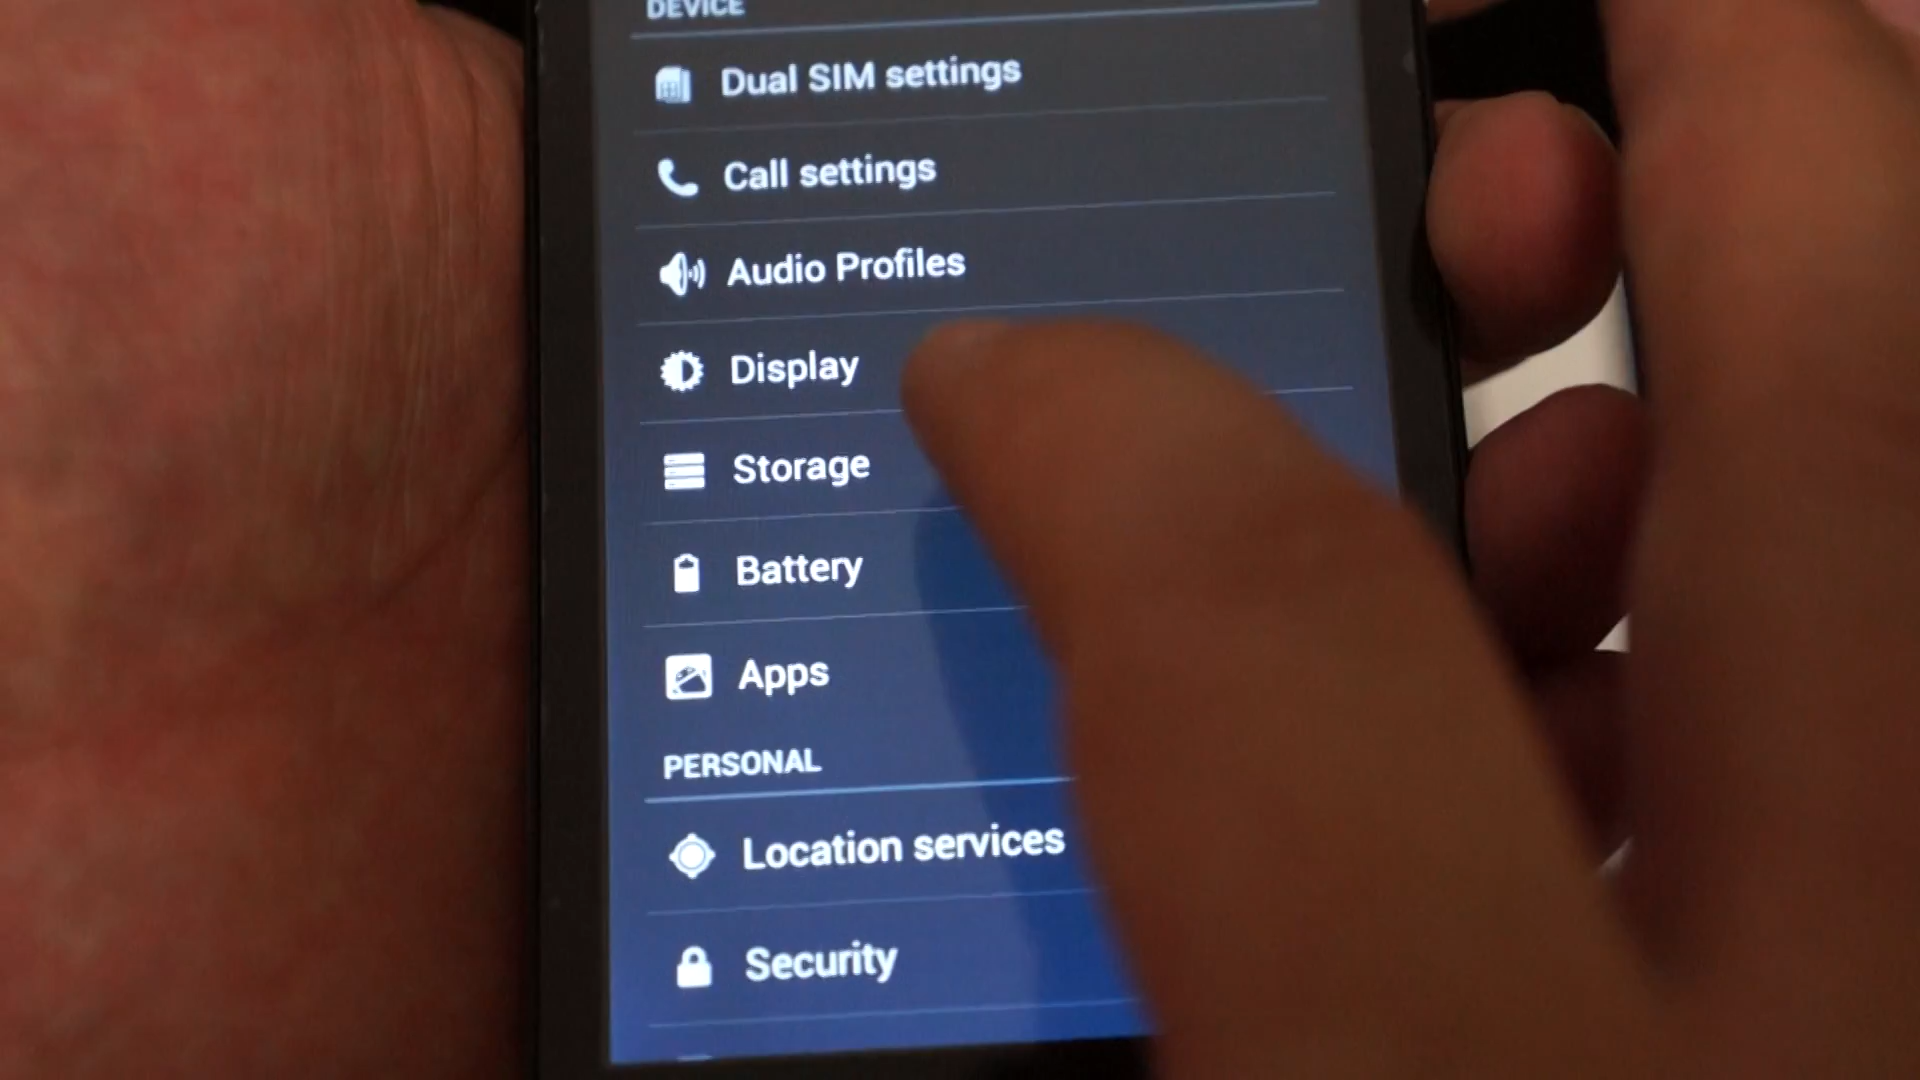 DEVICE
Dual SIM settings
Call settings
Audio Profiles
Display
Storage
Battery
Apps
PERSONAL
Location services
Security